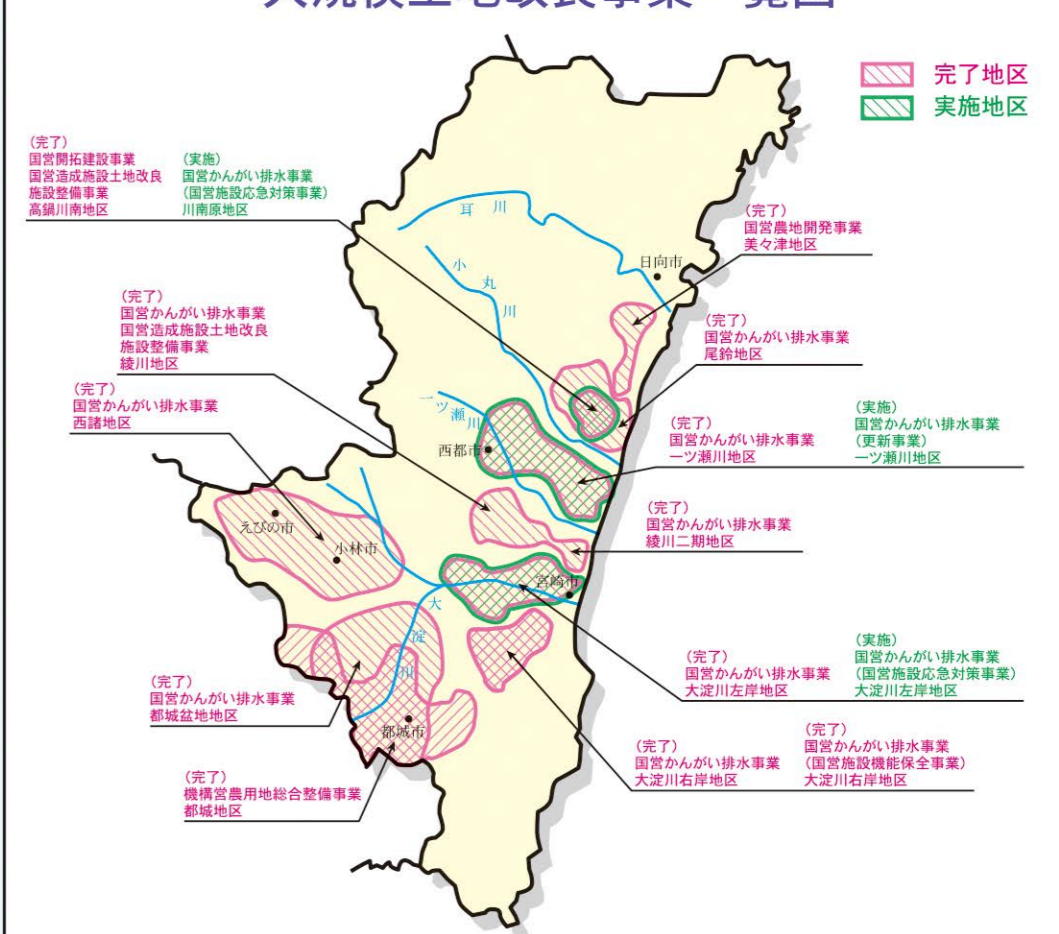 完了地区
実施地区
(完了)
国営開拓建設事業
国営造成施設土地改良
施設整備事業
高鍋川南地区
(実施)
国営かんがい排水事業
(国営施設応急対策事業)
川南原地区
(完了)
国営農地開発事業
美々津地区
(完了)
国営かんがい排水事業
国営造成施設土地改良
施設整備事業
綾川地区
(完了)
国営かんがい排水事業
尾鈴地区
(完了)
国営かんがい排水事業
西諸地区
(完了)
国営かんがい排水事業
一ツ瀬川地区
(実施)
国営かんがい排水事業
(更新事業)
一ツ瀬川地区
(完了)
国営かんがい排水事業
綾川二期地区
(完了)
国営かんがい排水事業
大淀川左岸地区
(実施)
国営かんがい排水事業
(国営施設応急対策事業)
大淀川左岸地区
(完了)
国営かんがい排水事業
都城盆地地区
(完了)
国営かんがい排水事業
大淀川右岸地区
(完了)
国営かんがい排水事業
(国営施設機能保全事業)
大淀川右岸地区
(完了)
機構営農用地総合整備事業
都城地区
耳川
小丸川
一ツ瀬川
大淀川
日向市
西都市
えびの市
小林市
宮崎市
都城市